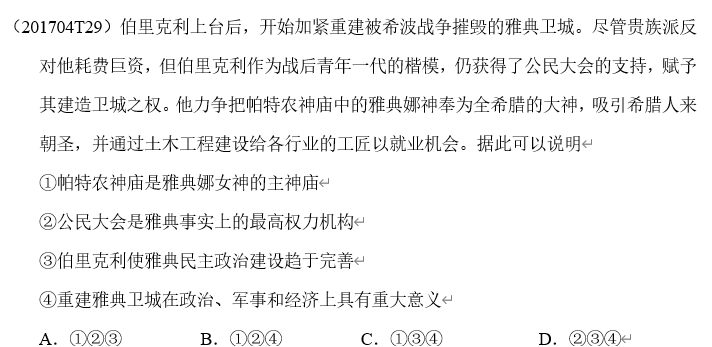 （201704T29）伯里克利上台后，开始加紧重建被希波战争摧毁的雅典卫城。尽管贵族派反
对他耗费巨资，但伯里克利作为战后青年一代的楷模，仍获得了公民大会的支持，赋予
其建造卫城之权。他力争把帕特农神庙中的雅典娜神奉为全希腊的大神，吸引希腊人来
朝圣，并通过土木工程建设给各行业的工匠以就业机会。据此可以说明↵
①帕特农神庙是雅典娜女神的主神庙↵
②公民大会是雅典事实上的最高权力机构↵
③伯里克利使雅典民主政治建设趋于完善↵
④重建雅典卫城在政治、军事和经济上具有重大意义↵
A．①②③ B．①②④ C．①③④ D．②③④↵